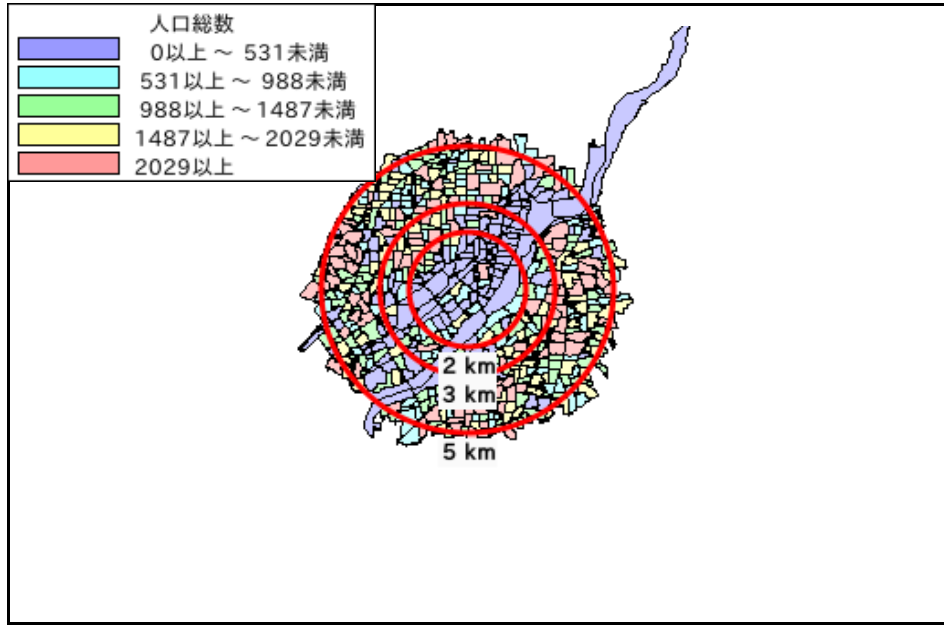 人口総数
0以上 ～ 531未満
531以上 ～ 988未満
988以上 ～ 1487未満
1487以上 ～ 2029未満
2029以上
2 km
3 km
5 km